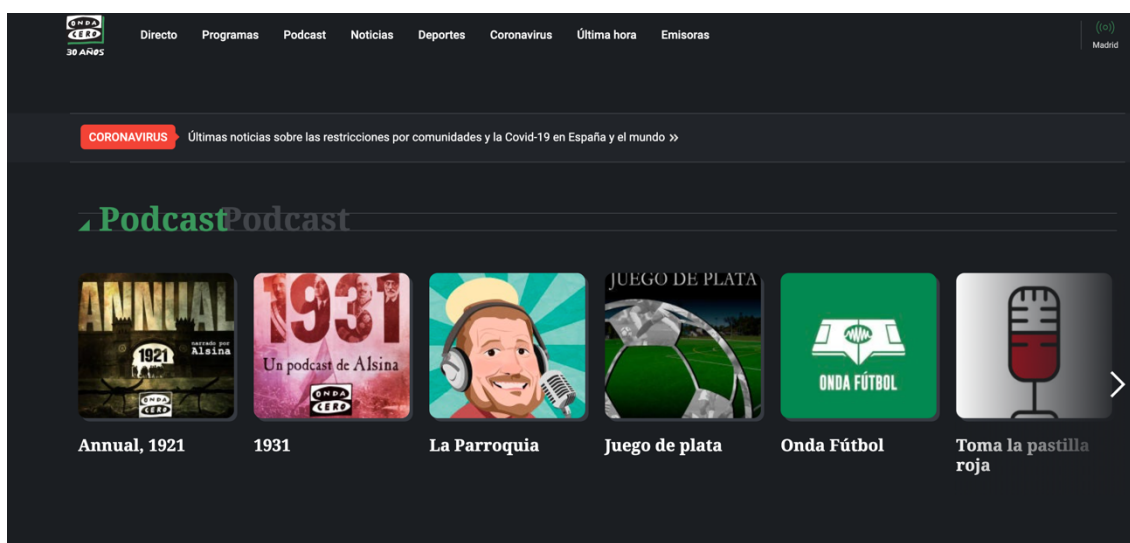 ONDA
CERO
30 AÑOS
Directo Programas Podcast Noticias Deportes Coronavirus Última hora Emisoras
Madrid
CORONAVIRUS Últimas noticias sobre las restricciones por comunidades y la Covid-19 en España y el mundo »
Podcast Podcast
ANNUAL
1921
narrado por
Alsina
ONDA
CERO
1931
Un podcast de Alsina
ONDA
CERO
JUEGO DE PLATA
ONDA FÚTBOL
Annual, 1921
1931
La Parroquia
Juego de plata
Onda Fútbol
Toma la pastilla
roja